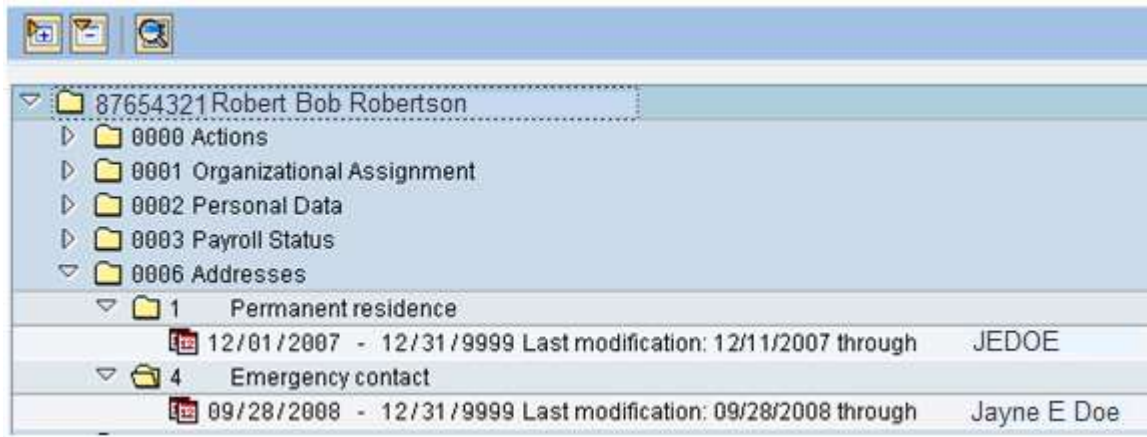 87654321 Robert Bob Robertson
0000 Actions
0001 Organizational Assignment
0002 Personal Data
0003 Payroll Status
0006 Addresses
1 Permanent residence
12/01/2007 - 12/31/9999 Last modification: 12/11/2007 through JEDOE
4 Emergency contact
09/28/2008 - 12/31/9999 Last modification: 09/28/2008 through Jayne E Doe